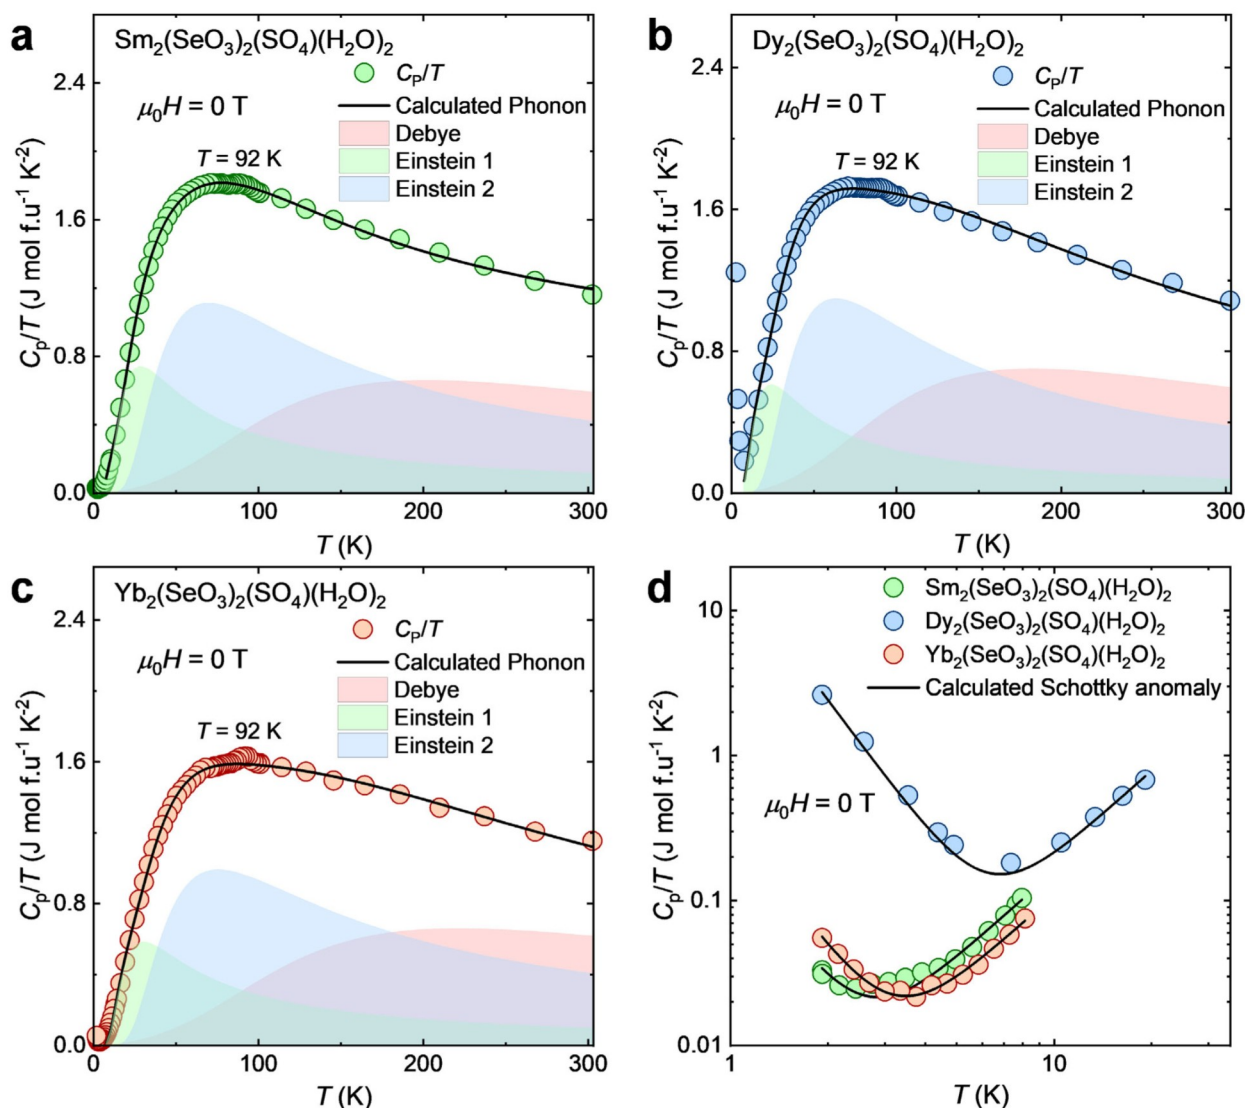 a
Sm2(SeO3)2(SO4)(H2O)2
CP/T
Calculated Phonon
Debye
Einstein 1
Einstein 2
μ0H = 0 T
T = 92 K
2.4
1.6
0.8
0.0
Cp/T (J mol f.u-1 K-2)
0
100
200
300
T (K)
b
Dy2(SeO3)2(SO4)(H2O)2
CP/T
Calculated Phonon
Debye
Einstein 1
Einstein 2
μ0H = 0 T
T = 92 K
2.4
1.6
0.8
0.0
Cp/T (J mol f.u-1 K-2)
0
100
200
300
T (K)
c
Yb2(SeO3)2(SO4)(H2O)2
CP/T
Calculated Phonon
Debye
Einstein 1
Einstein 2
μ0H = 0 T
T = 92 K
2.4
1.6
0.8
0.0
Cp/T (J mol f.u-1 K-2)
0
100
200
300
T (K)
d
Sm2(SeO3)2(SO4)(H2O)2
Dy2(SeO3)2(SO4)(H2O)2
Yb2(SeO3)2(SO4)(H2O)2
Calculated Schottky anomaly
μ0H = 0 T
10
1
0.1
0.01
Cp/T (J mol f.u-1 K-2)
1
10
T (K)